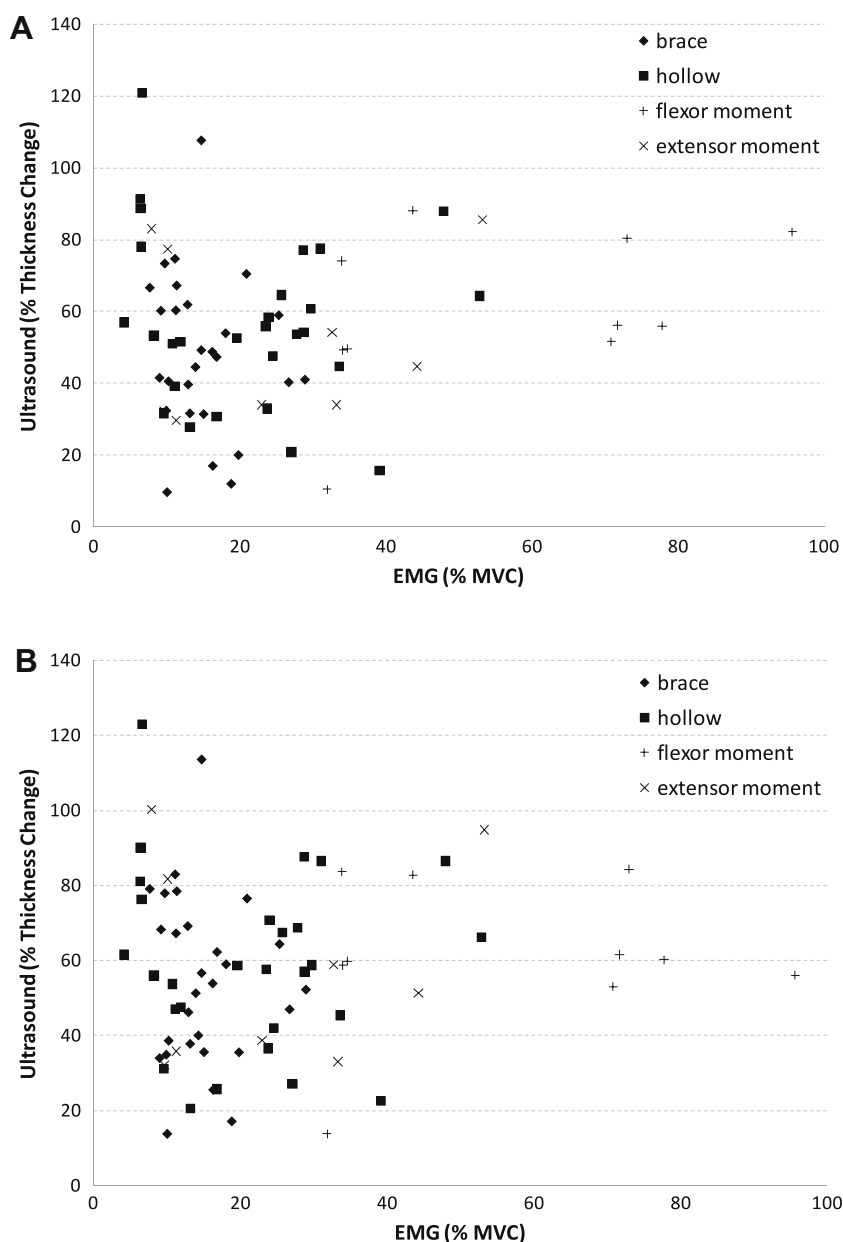 A
140
120
100
80
60
40
20
0
0 20 40 60 80 100
Ultrasound (% Thickness Change)
EMG (% MVC)
brace
hollow
flexor moment
extensor moment
B
140
120
100
80
60
40
20
0
0 20 40 60 80 100
Ultrasound (% Thickness Change)
EMG (% MVC)
brace
hollow
flexor moment
extensor moment